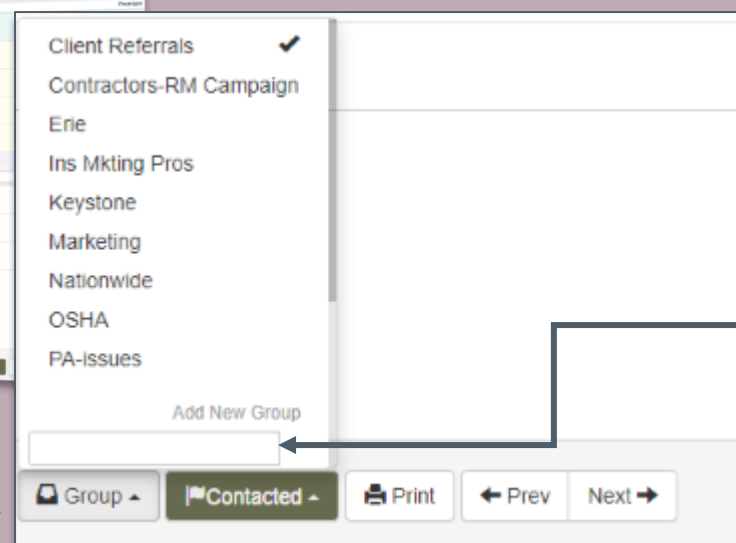 Client Referrals
Contractors-RM Campaign
Erie
Ins Mkting Pros
Keystone
Marketing
Nationwide
OSHA
PA-issues
Add New Group
Group
Contacted
Print
Prev
Next